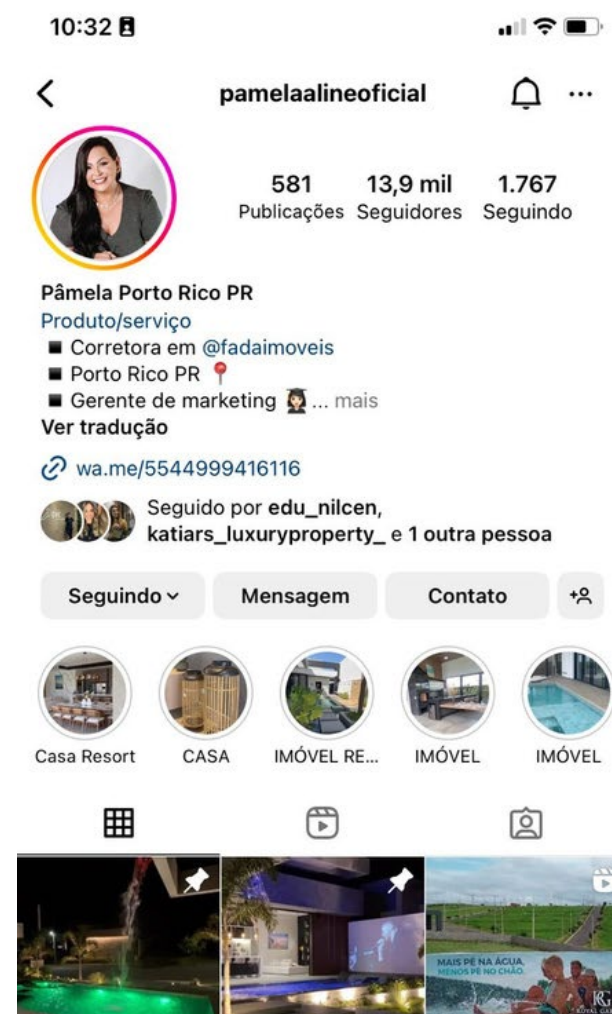 10:32
pamelaalineoficial
581 13,9 mil 1.767
Publicações Seguidores Seguindo
Pâmela Porto Rico PR
Produto/serviço
Corretora em @fadaimoveis
Porto Rico PR
Gerente de marketing ... mais
Ver tradução
wa.me/5544999416116
Seguido por edu_nilcen,
katiars_luxuryproperty_ e 1 outra pessoa
Seguindo Mensagem Contato
Casa Resort CASA IMÓVEL RE... IMÓVEL IMÓVEL
MAIS PÉ NA ÁGUA,
MENOS PÉ NO CHÃO.